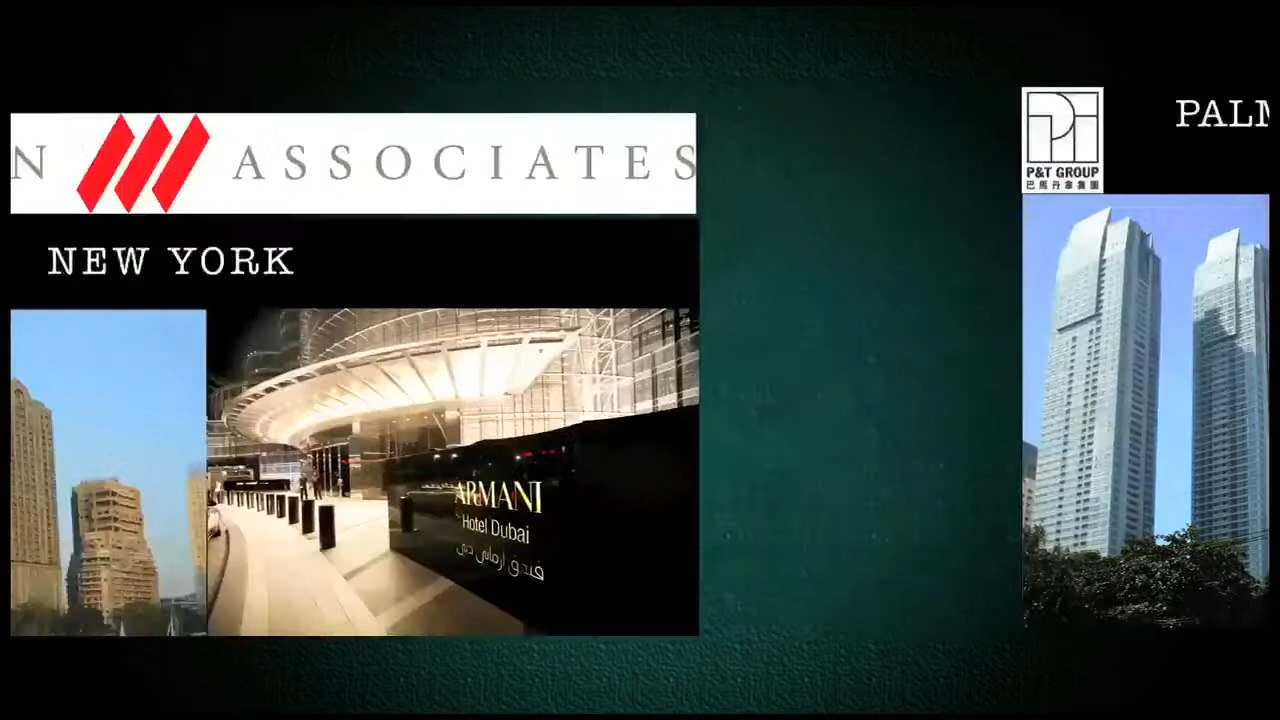 N ASSOCIATES
NEW YORK
ARMANI
Hotel Dubai
فندق أرماني دبي
P&T GROUP
巴馬丹拿集團
PALM